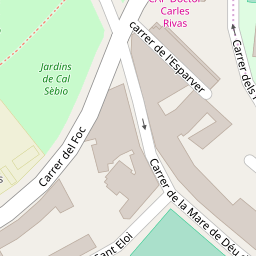 CAP Doctor
Carles
Rivas
carrer de l'Esparver
Carrer dels
Jardins
de Cal
Sèbio
Carrer del Foc
Carrer de la Mare de Déu d
Sant Eloi